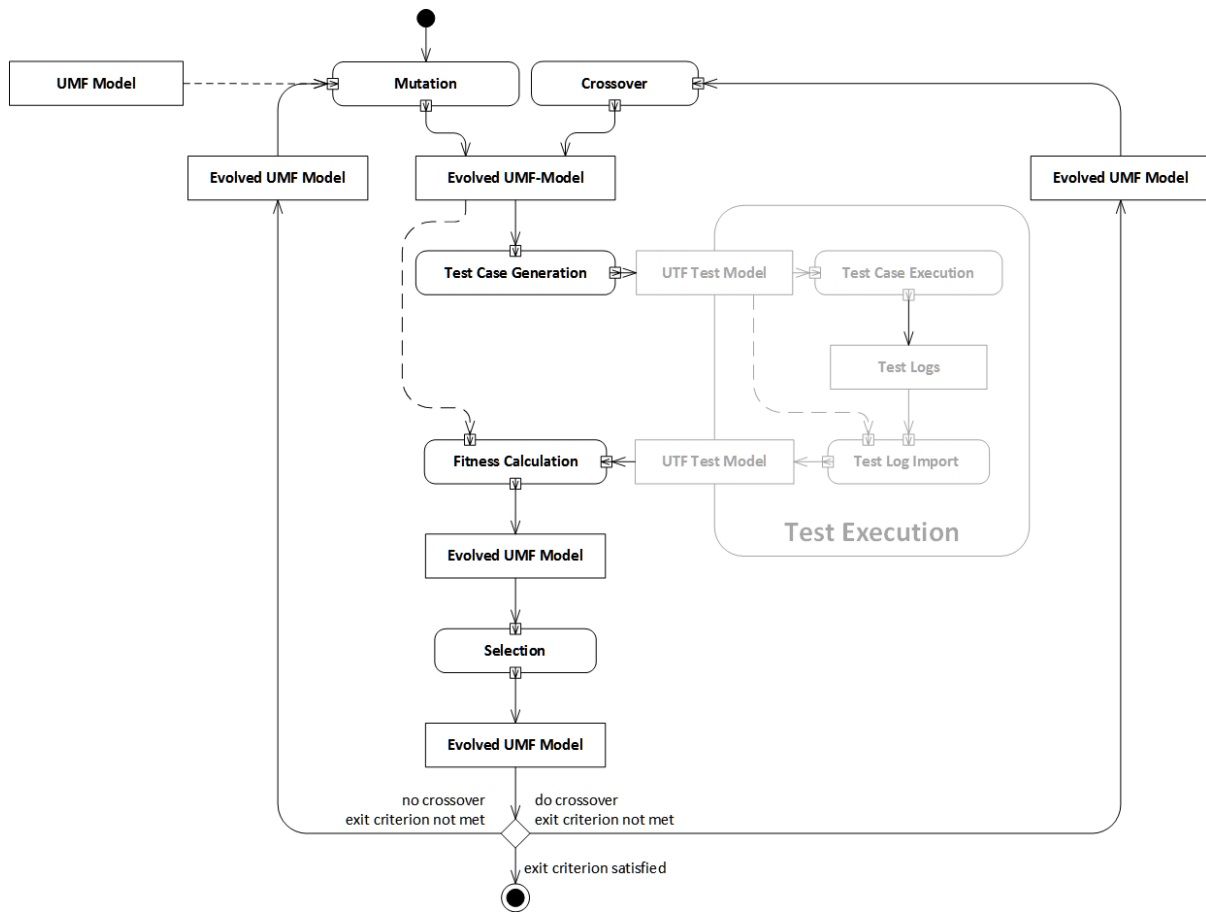 UMF Model
Mutation
Crossover
Evolved UMF Model
Evolved UMF-Model
Evolved UMF Model
Test Case Generation
UTF Test Model
Test Case Execution
Test Logs
Fitness Calculation
UTF Test Model
Test Log Import
Test Execution
Evolved UMF Model
Selection
Evolved UMF Model
no crossover
exit criterion not met
do crossover
exit criterion not met
exit criterion satisfied